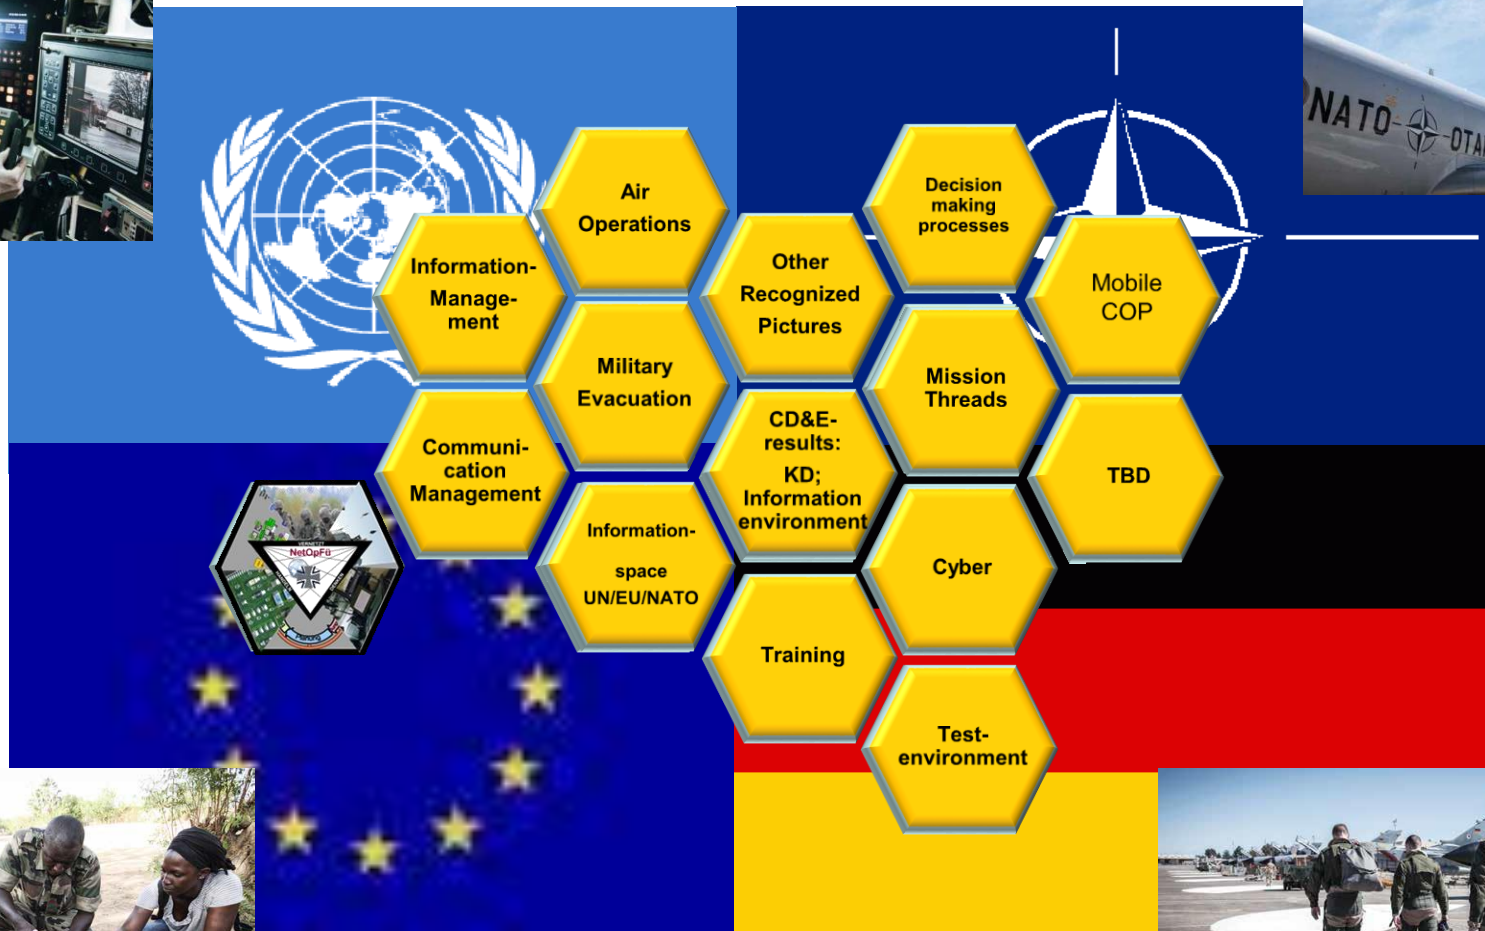 NATO
OTAN
Air
Operations
Decision
making
processes
Information-
Manage-
ment
Other
Recognized
Pictures
Mobile
COP
Military
Evacuation
Mission
Threads
Communi-
cation
Management
CD&E-
results:
KD;
Information
environment
TBD
Information-
space
UN/EU/NATO
Cyber
VERNETZT
NetOpFü
Planung
Training
Test-
environment